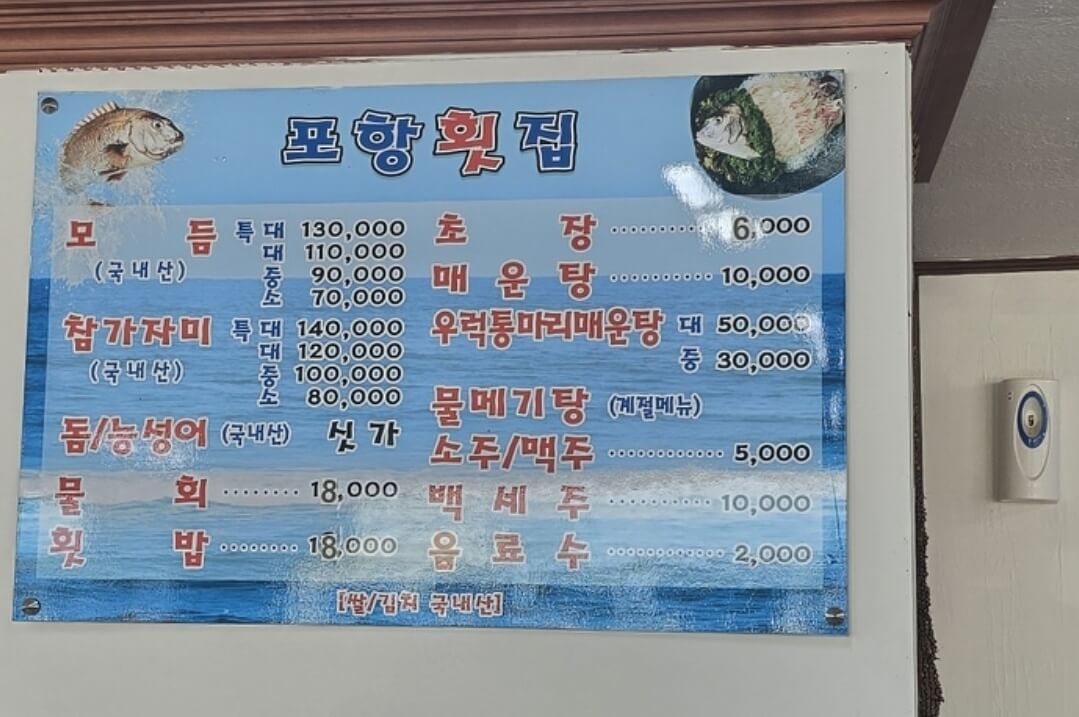 포항횟집
모듬 특대 130,000
대 110,000
(국내산) 중 90,000
소 70,000
참가자미 특대 140,000
대 120,000
(국내산) 중 100,000
소 80,000
돔/능성어 (국내산) 싯가
물회 ........ 18,000
횟밥 ........ 18,000
초장 .......... 6,000
매운탕 .......... 10,000
우럭통마리매운탕 대 50,000
중 30,000
물메기탕 (계절메뉴)
소주/맥주 ............ 5,000
백세주 ........... 10,000
음료수 ............ 2,000
[쌀/김치 국내산]